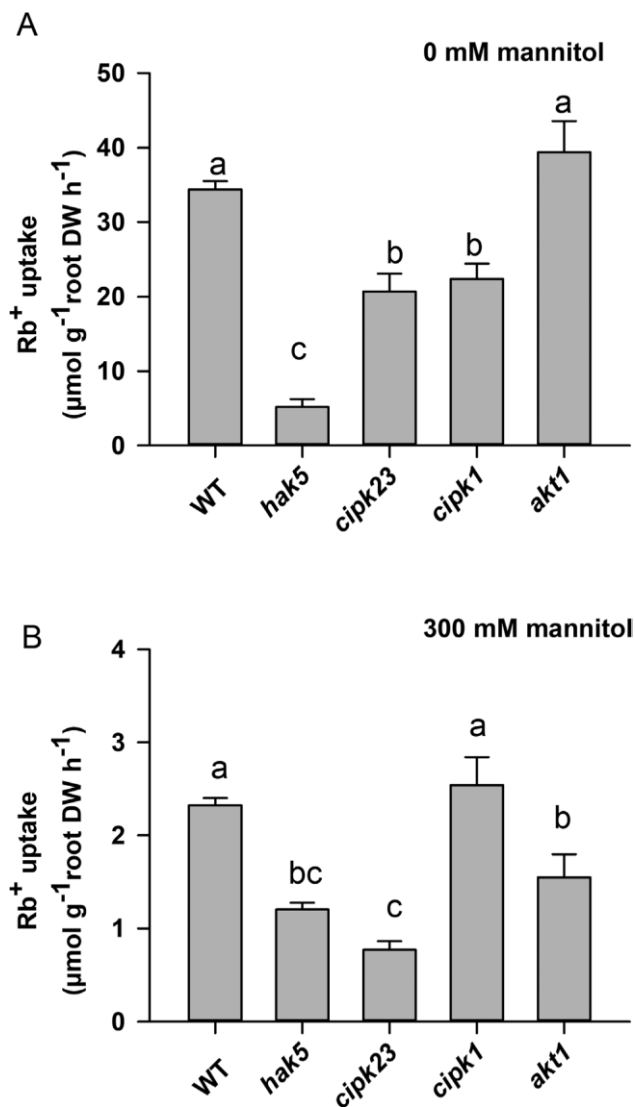 A
0 mM mannitol
Rb⁺ uptake
(µmol g⁻¹root DW h⁻¹)
50
40
30
20
10
0
a
c
b
b
a
WT
hak5
cipk23
cipk1
akt1
B
300 mM mannitol
Rb⁺ uptake
(µmol g⁻¹root DW h⁻¹)
4
3
2
1
0
a
bc
c
a
b
WT
hak5
cipk23
cipk1
akt1